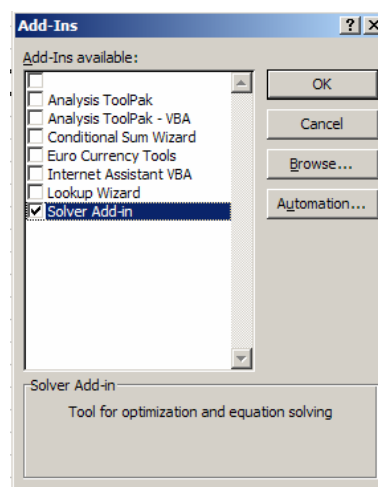 Add-Ins
Add-Ins available:
Analysis ToolPak
Analysis ToolPak - VBA
Conditional Sum Wizard
Euro Currency Tools
Internet Assistant VBA
Lookup Wizard
Solver Add-in
OK
Cancel
Browse...
Automation...
Solver Add-in
Tool for optimization and equation solving